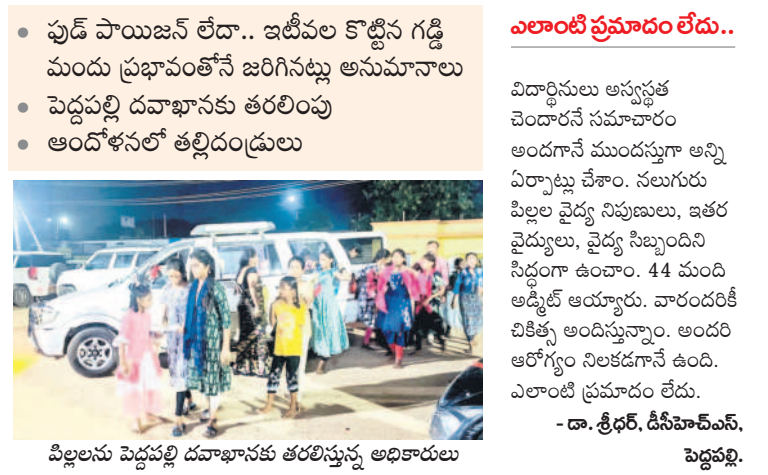 • ఫుడ్ పాయిజన్ లేదా.. ఇటీవల కొట్టిన గడ్డి
మందు ప్రభావంతోనే జరిగినట్లు అనుమానాలు
• పెద్దపల్లి దవాఖానకు తరలింపు
• ఆందోళనలో తల్లిదండ్రులు
పిల్లలను పెద్దపల్లి దవాఖానకు తరలిస్తున్న అధికారులు
ఎలాంటి ప్రమాదం లేదు..
విదార్థినులు అస్వస్థత
చెందారనే సమాచారం
అందగానే ముందస్తుగా అన్ని
ఏర్పాట్లు చేశాం. నలుగురు
పిల్లల వైద్య నిపుణులు, ఇతర
వైద్యులు, వైద్య సిబ్బందిని
సిద్ధంగా ఉంచాం. 44 మంది
అడ్మిట్ అయ్యారు. వారందరికీ
చికిత్స అందిస్తున్నాం. అందరి
ఆరోగ్యం నిలకడగానే ఉంది.
ఎలాంటి ప్రమాదం లేదు.
- డా. శ్రీధర్, డీసీహెచ్ఎస్,
పెద్దపల్లి.